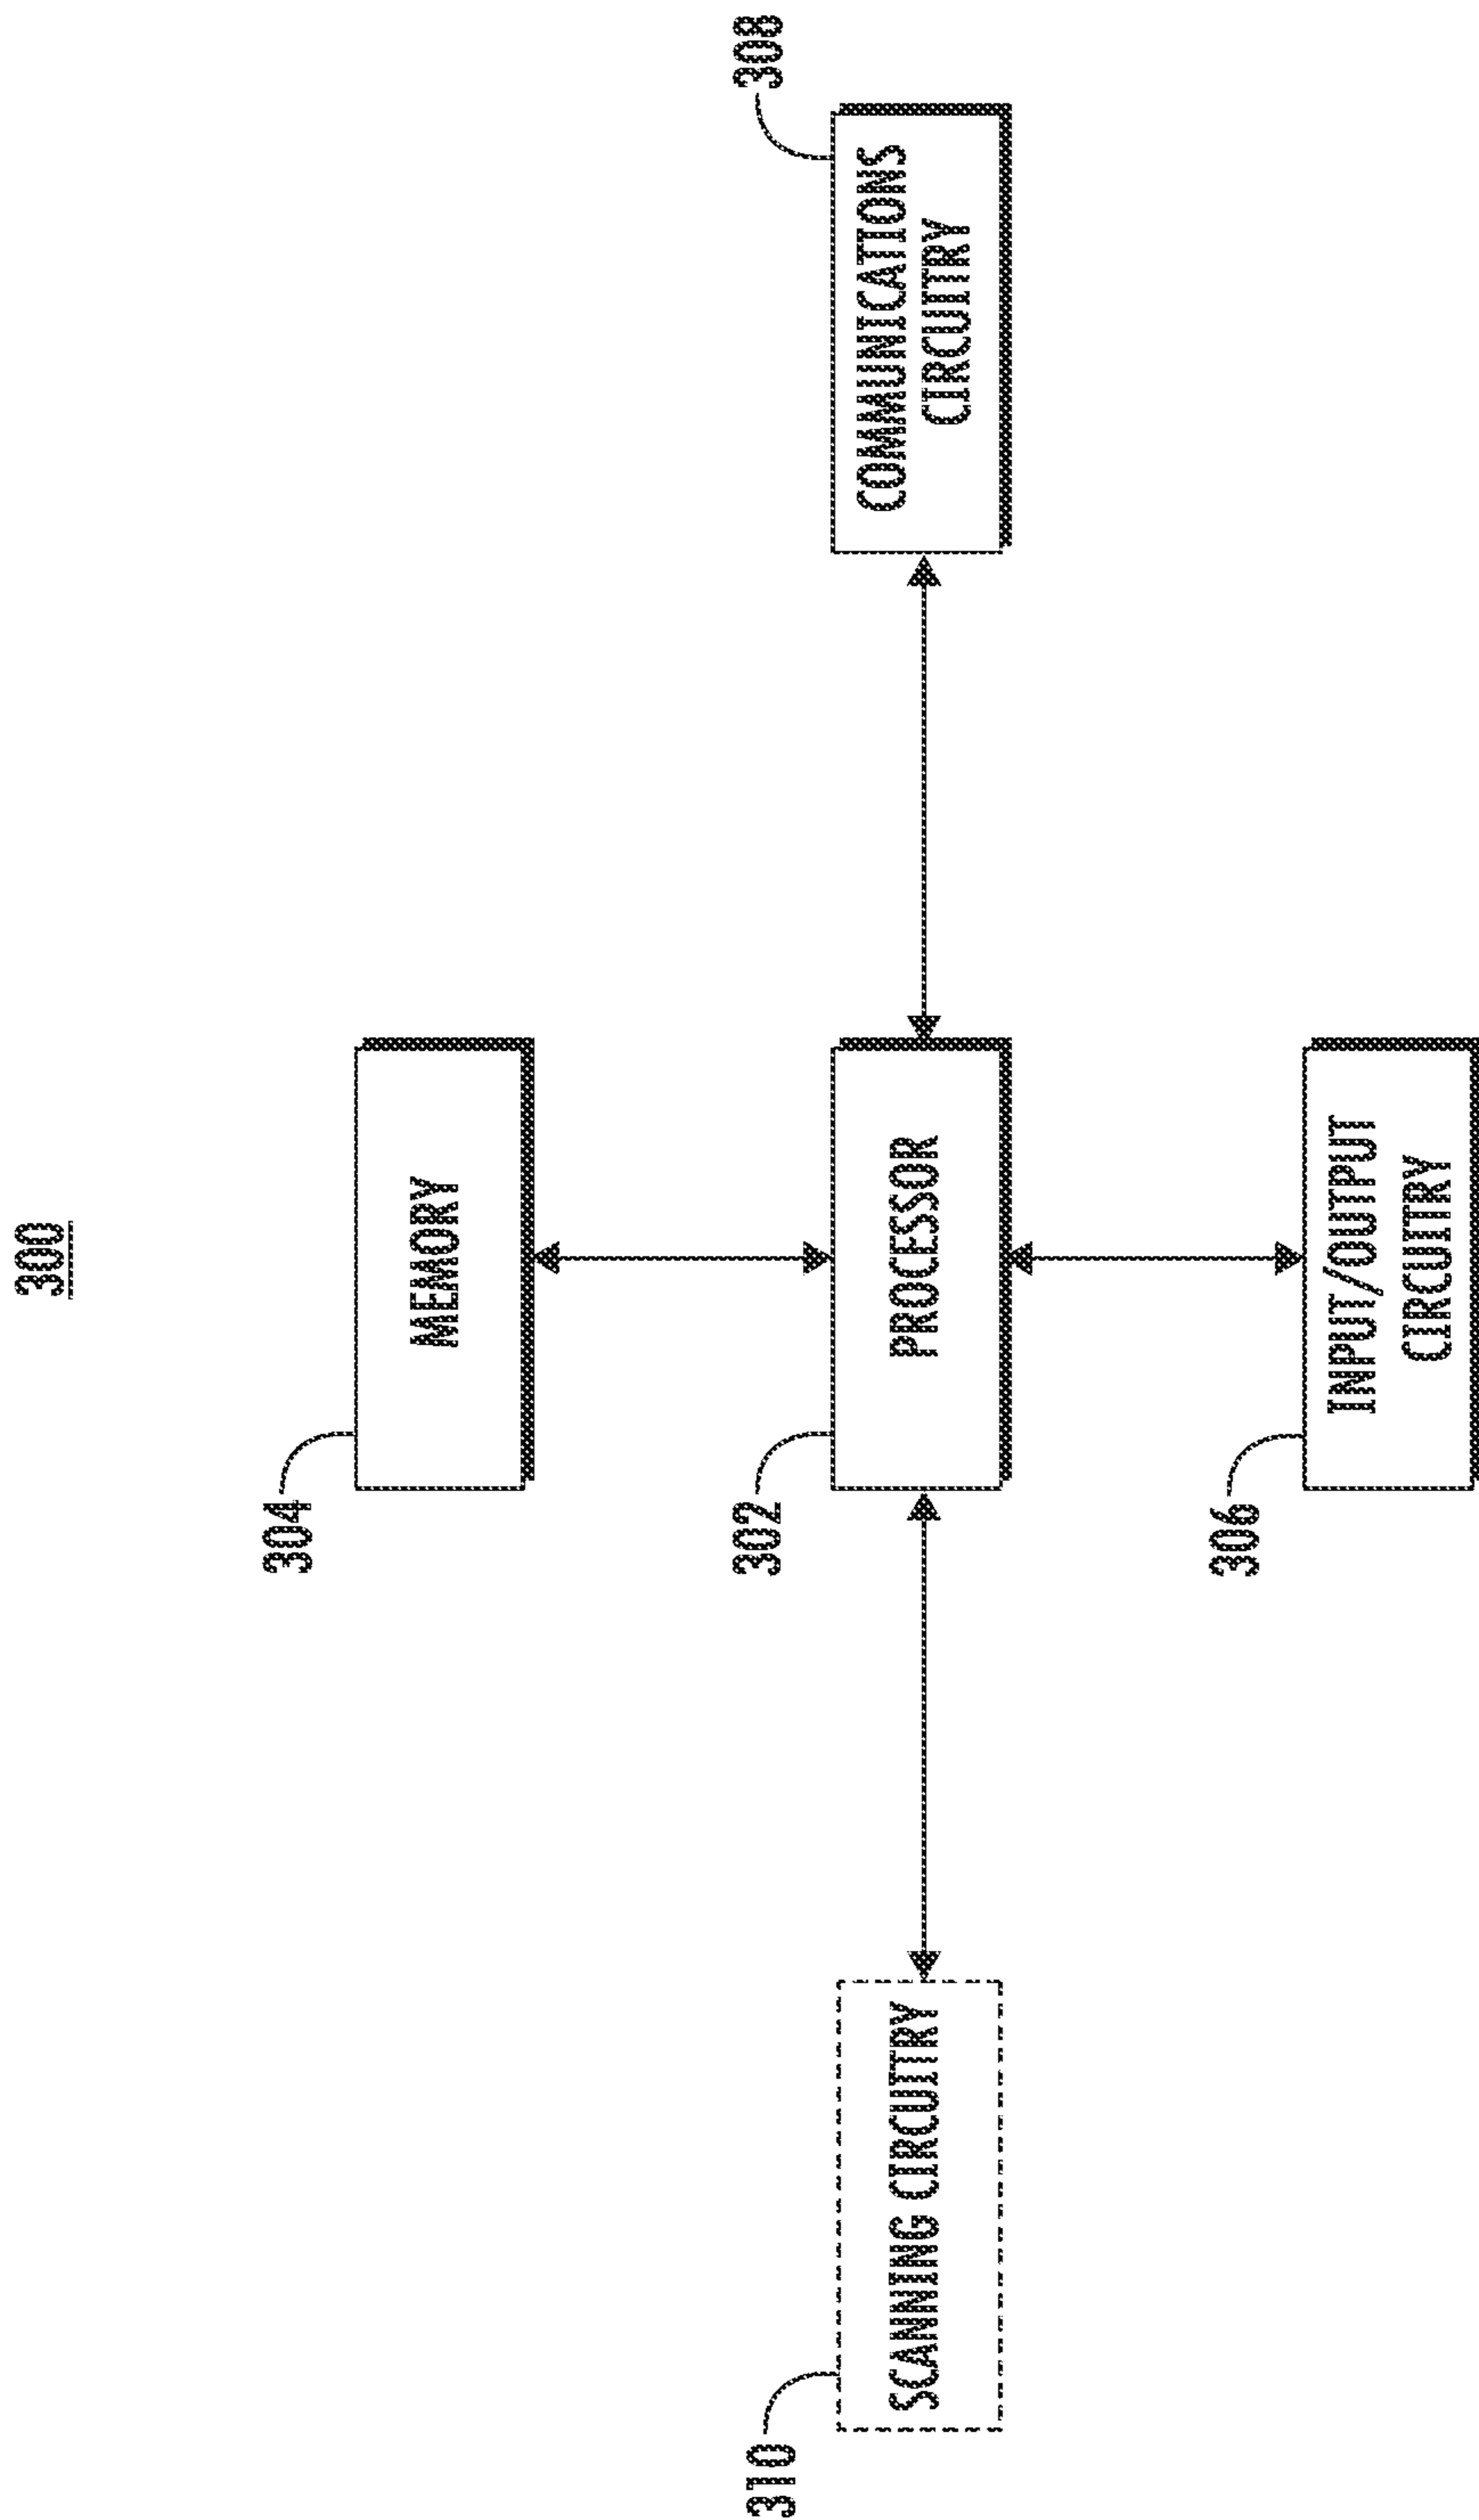 300
304
MEMORY
310
SCANNING CIRCUITRY
302
PROCESSOR
308
COMMUNICATIONS
CIRCUITRY
306
INPUT/OUTPUT
CIRCUITRY